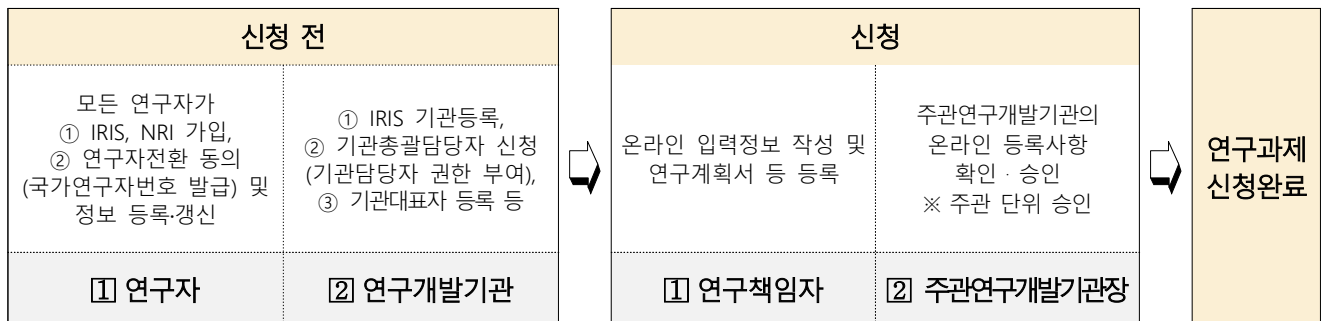 신청 전
모든 연구자가
① IRIS, NRI 가입,
② 연구자전환 동의
(국가연구자번호 발급) 및
정보 등록·갱신
① IRIS 기관등록,
② 기관총괄담당자 신청
(기관담당자 권한 부여),
③ 기관대표자 등록 등
1 연구자
2 연구개발기관
신청
온라인 입력정보 작성 및
연구계획서 등 등록
주관연구개발기관의
온라인 등록사항
확인 · 승인
※ 주관 단위 승인
1 연구책임자
2 주관연구개발기관장
연구과제
신청완료